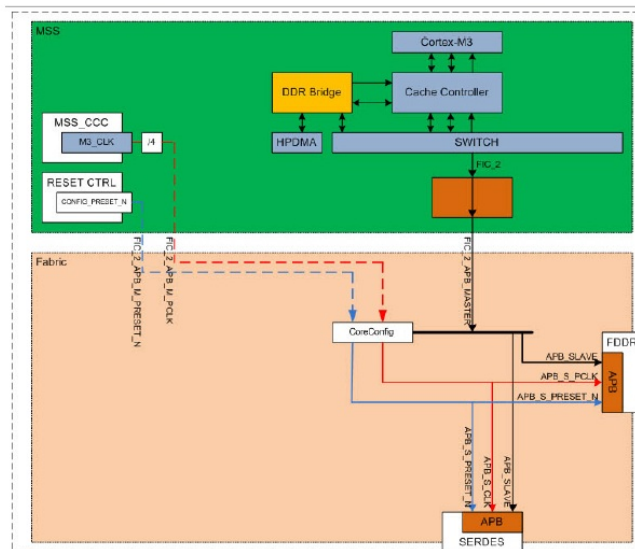 MSS
Cortex-M3
DDR Bridge
Cache Controller
MSS_CCC
M3_CLK
/4
HPDMA
SWITCH
RESET CTRL
CONFIG_PRESET_N
FIC_2
Fabric
FIC_2_APB_M_PRESET_N
FIC_2_APB_M_PCLK
FIC_2_APB_MASTER
CoreConfig
FDDR
APB_SLAVE
APB_S_PCLK
APB
APB_S_PRESET_N
APB_S_PRESET_N
APB_S_CLK
APB_SLAVE
APB
SERDES